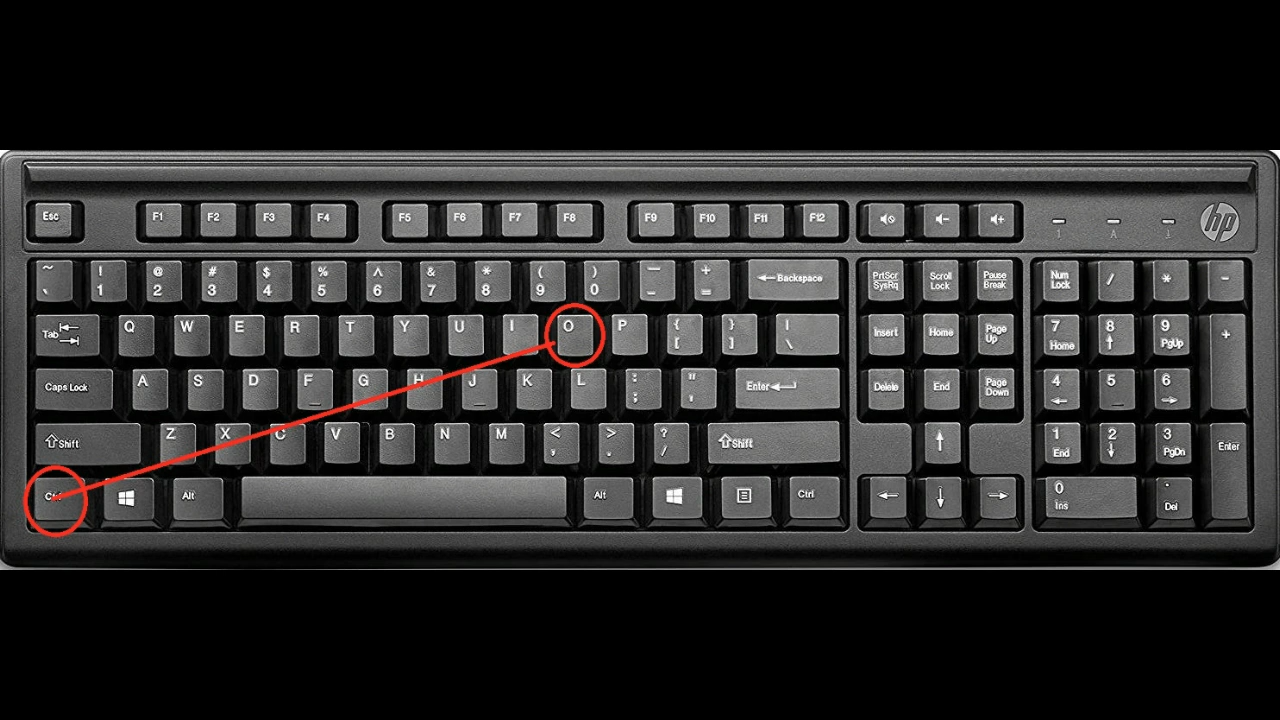 Esc F1 F2 F3 F4 F5 F6 F7 F8 F9 F10 F11 F12 hp
~ ! @ # $ % ^ & * ( ) — +
` 1 2 3 4 5 6 7 8 9 0 _ = ←Backspace
PrtScr SysRq Scroll Lock Pause Break Num Lock / * -
Tab Q W E R T Y U I O P { [ } ] | \
Insert Home Page Up 7 Home 8 ↑ 9 PgUp +
Caps Lock A S D F G H J K L : ; " ' Enter
Delete End Page Down 4 ← 5 6 →
⇧Shift Z X C V B N M < , > . ? / ⇧Shift
↑ 1 End 2 ↓ 3 PgDn Enter
Ctrl Alt Alt Ctrl ← ↓ → 0 Ins . Del